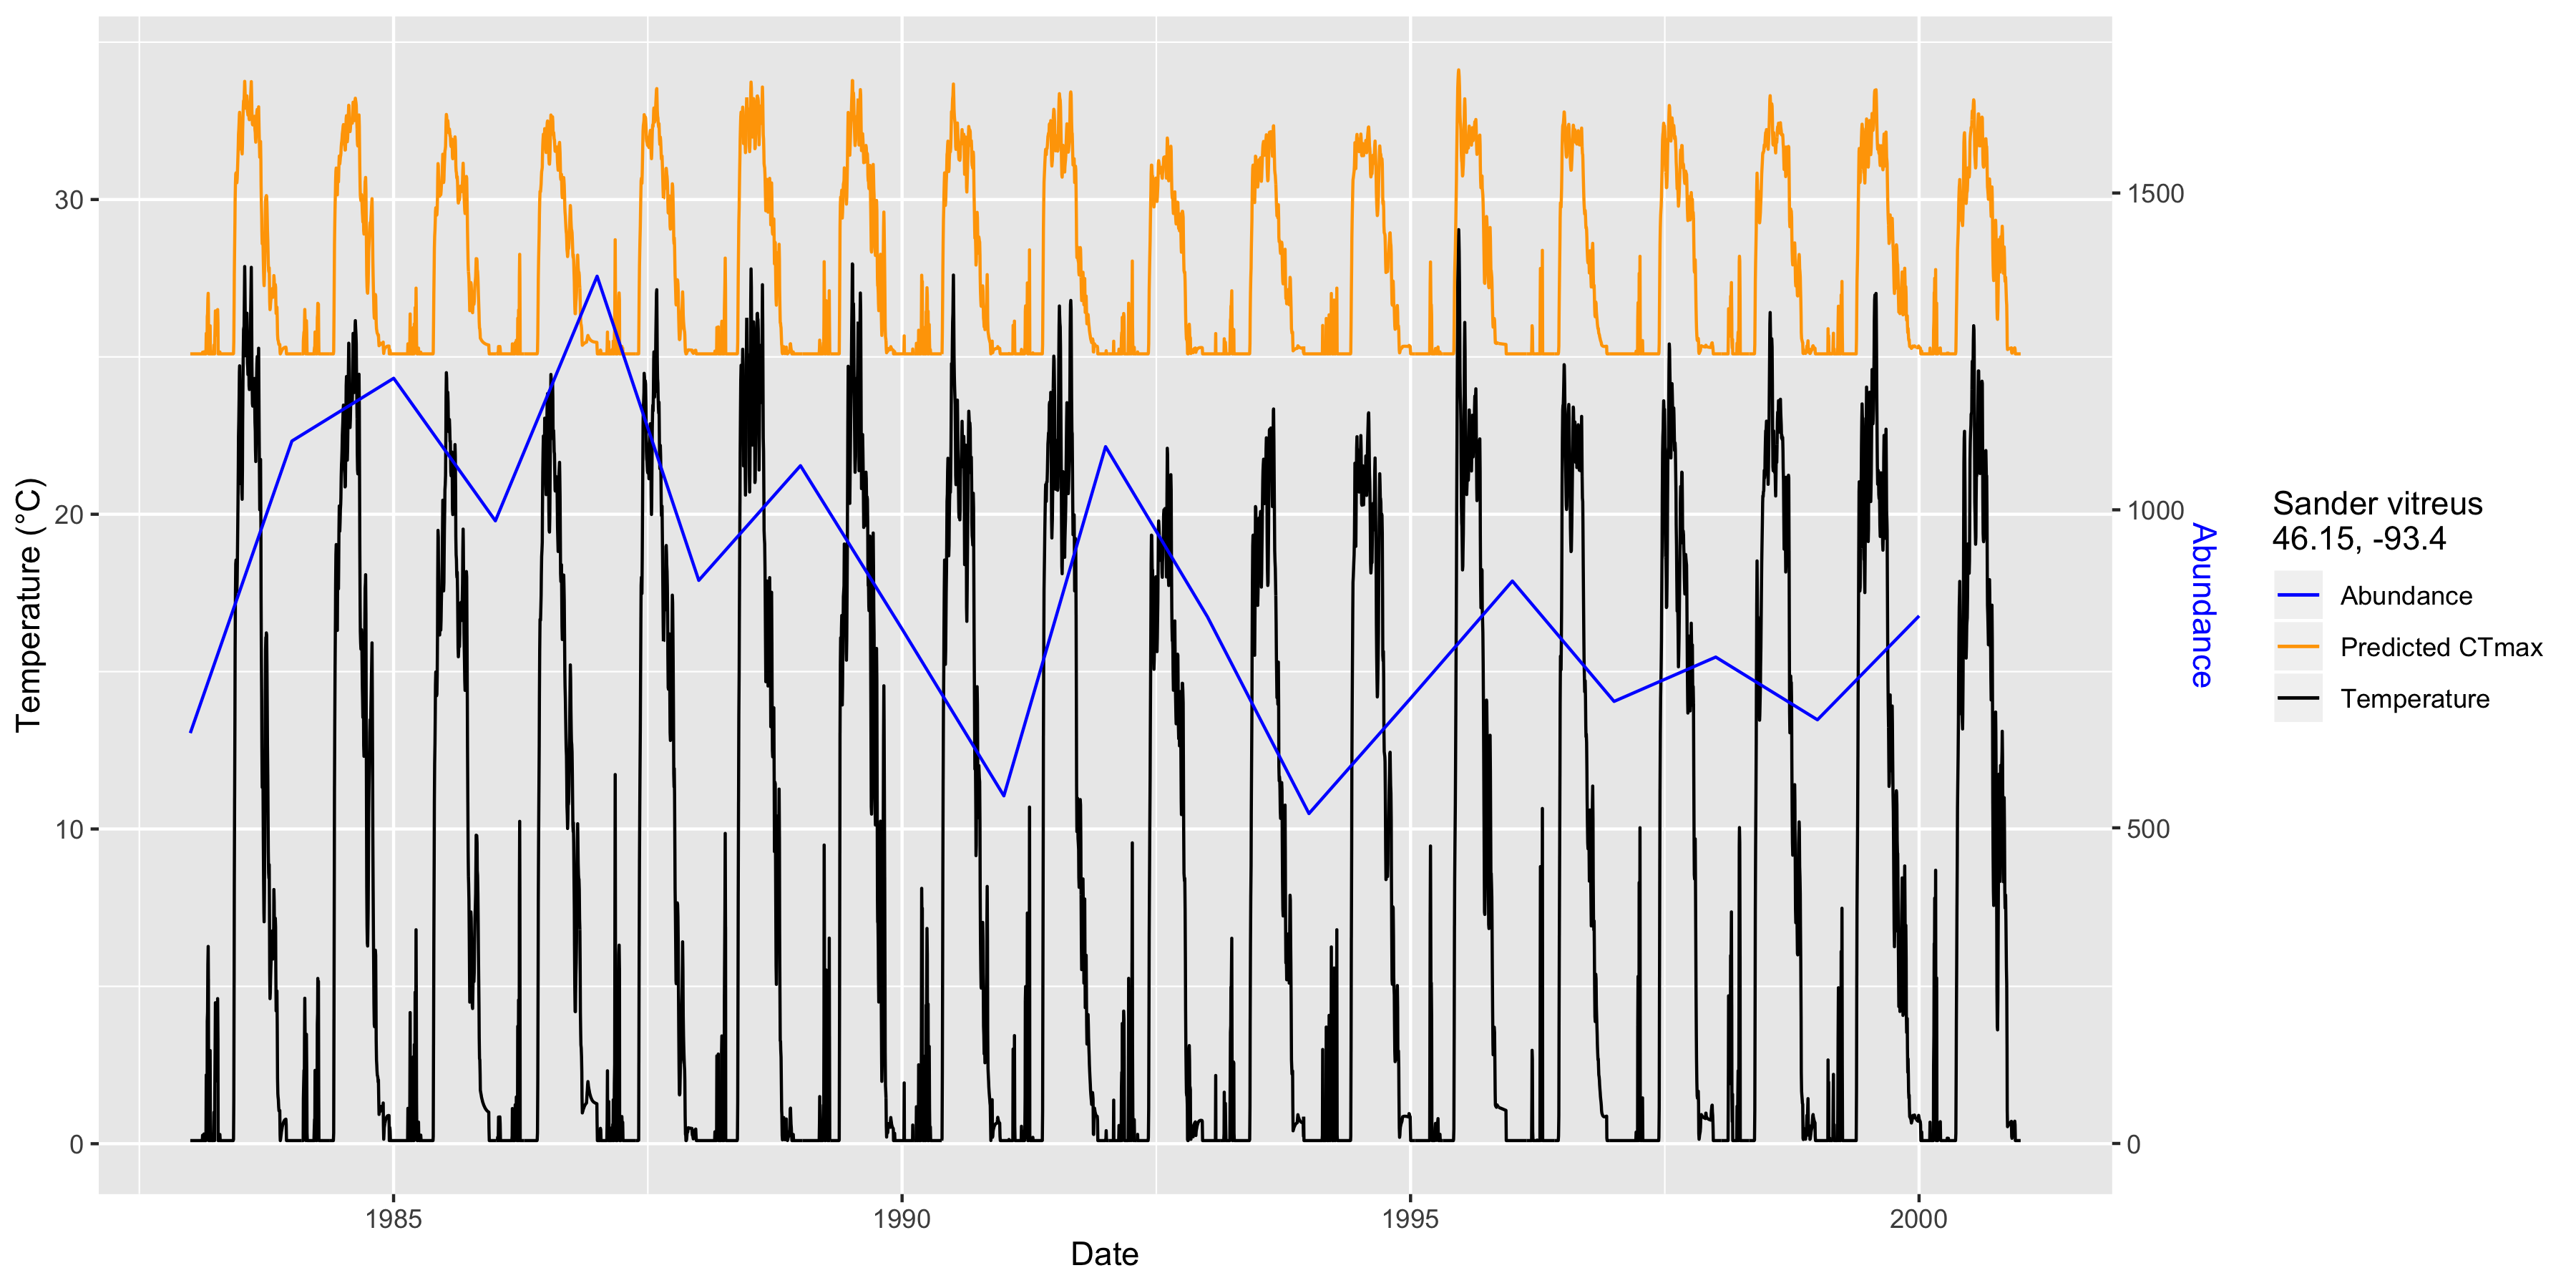 Temperature (°C)
30
20
10
0
1985
1990
1995
2000
Date
1500
1000
500
0
Abundance
Sander vitreus
46.15, -93.4
Abundance
Predicted CTmax
Temperature